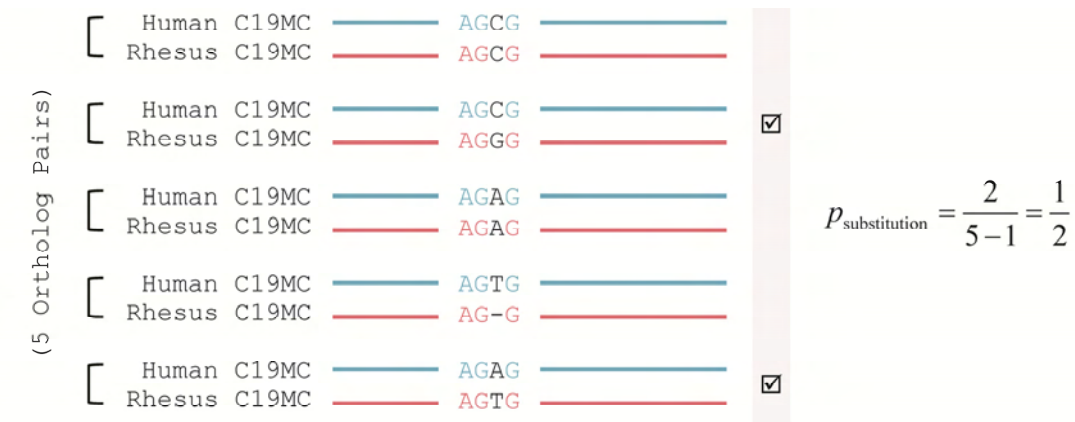 (5 Ortholog Pairs)
Human C19MC AGCG
Rhesus C19MC AGCG
Human C19MC AGCG
Rhesus C19MC AGGG
☑
Human C19MC AGAG
Rhesus C19MC AGAG
Human C19MC AGTG
Rhesus C19MC AG-G
Human C19MC AGAG
Rhesus C19MC AGTG
☑
p_substitution = 2/(5−1) = 1/2